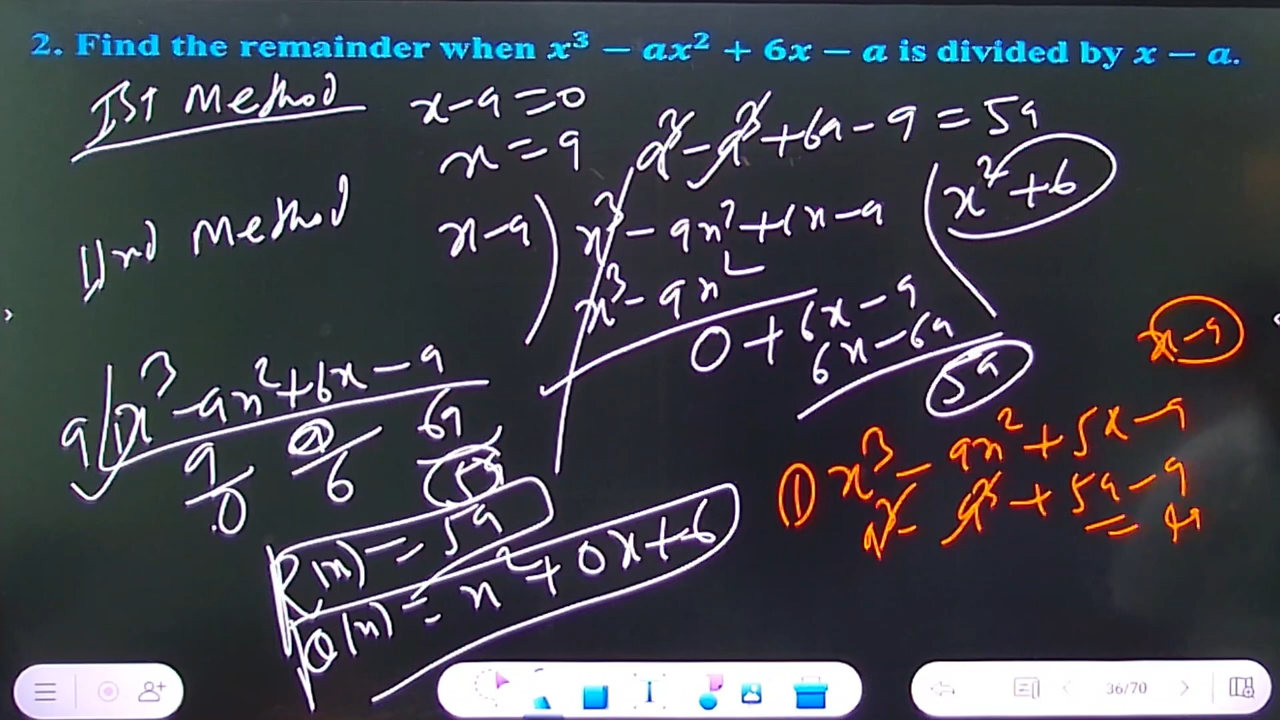 2. Find the remainder when x³ − ax² + 6x − a is divided by x − a.
Ist Method x-a=0
x=a
a³-a³+6a-a=5a
IInd Method
x-a) x³-ax²+6x-a (x²+6
x³-ax²
0+6x-a
6x-6a
5a
a| x³-ax²+6x-a
a 0 6a
0 6 5a
R(x)=5a
Q(x)=x²+0x+6
x-a
① x³-ax²+5x-a
a³-a³+5a-a
=4a
36/70